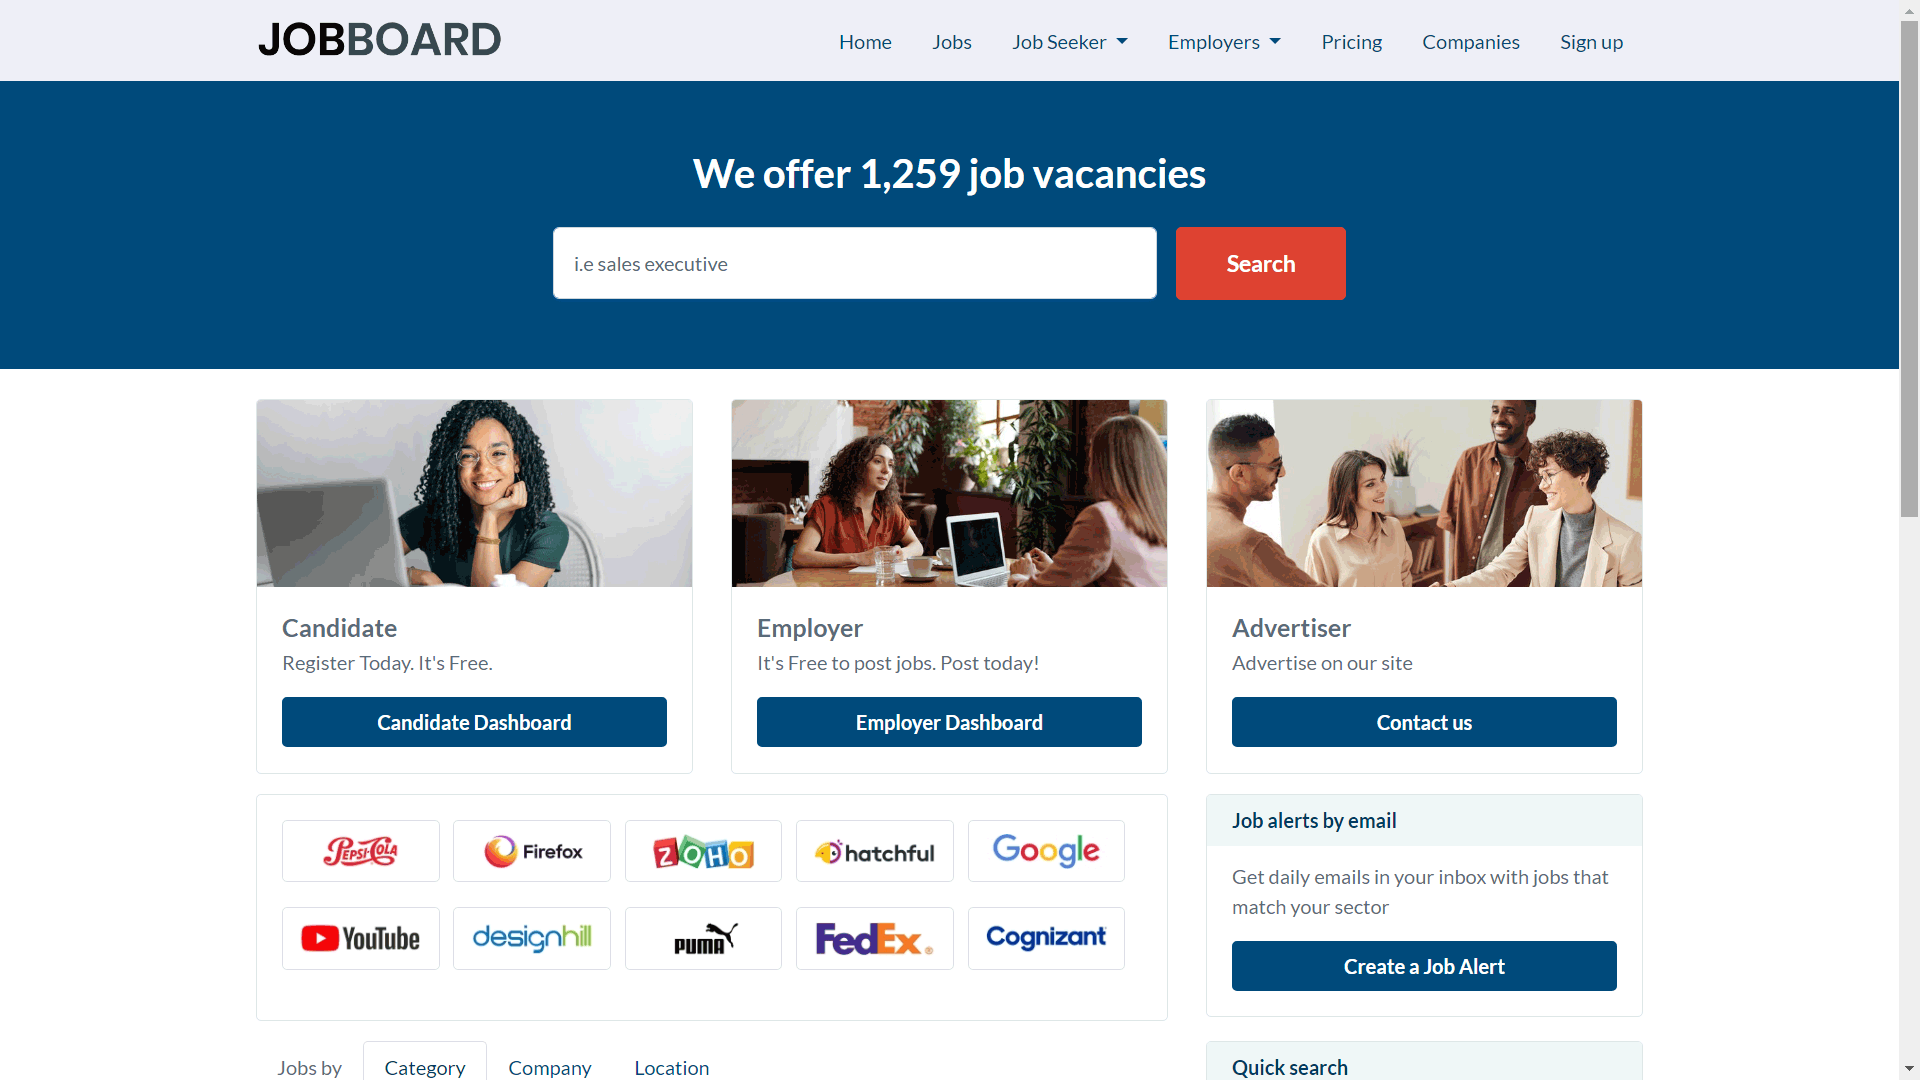 JOBBOARD
Home Jobs Job Seeker Employers Pricing Companies Sign up
We offer 1,259 job vacancies
i.e sales executive Search
Candidate
Register Today. It's Free.
Candidate Dashboard
Employer
It's Free to post jobs. Post today!
Employer Dashboard
Advertiser
Advertise on our site
Contact us
PEPSI-COLA Firefox ZOHO hatchful Google
YouTube designhill PUMA FedEx® Cognizant
Job alerts by email
Get daily emails in your inbox with jobs that
match your sector
Create a Job Alert
Jobs by Category Company Location
Quick search